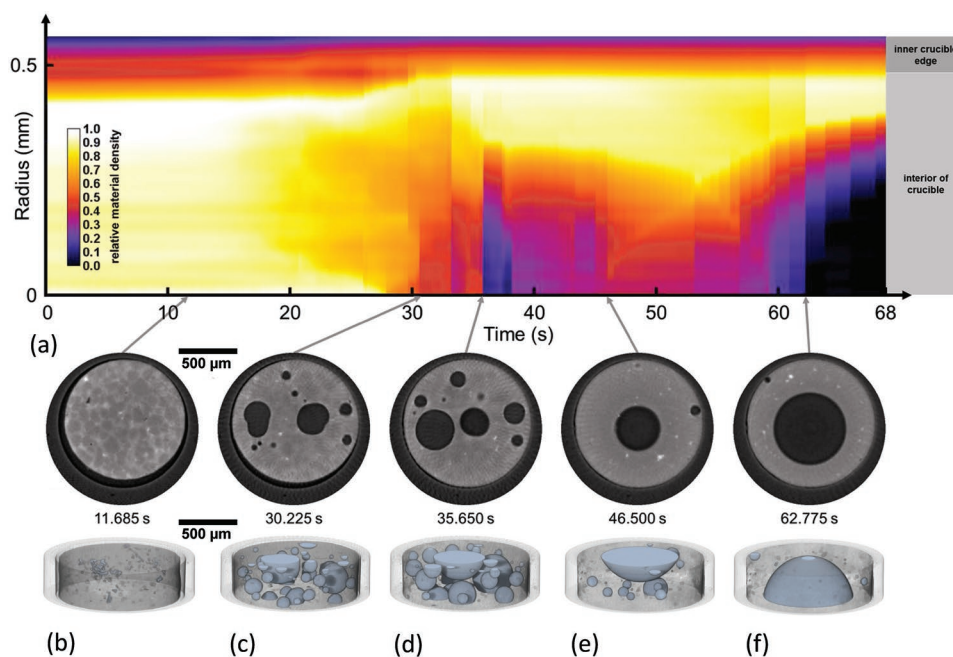 0.5
Radius (mm)
0
1.0
0.9
0.8
0.7
0.6
0.5
0.4
0.3
0.2
0.1
0.0
relative material density
inner crucible
edge
interior of
crucible
0 10 20 30 40 50 60 68
Time (s)
(a)
500 µm
11.685 s 30.225 s 35.650 s 46.500 s 62.775 s
500 µm
(b) (c) (d) (e) (f)